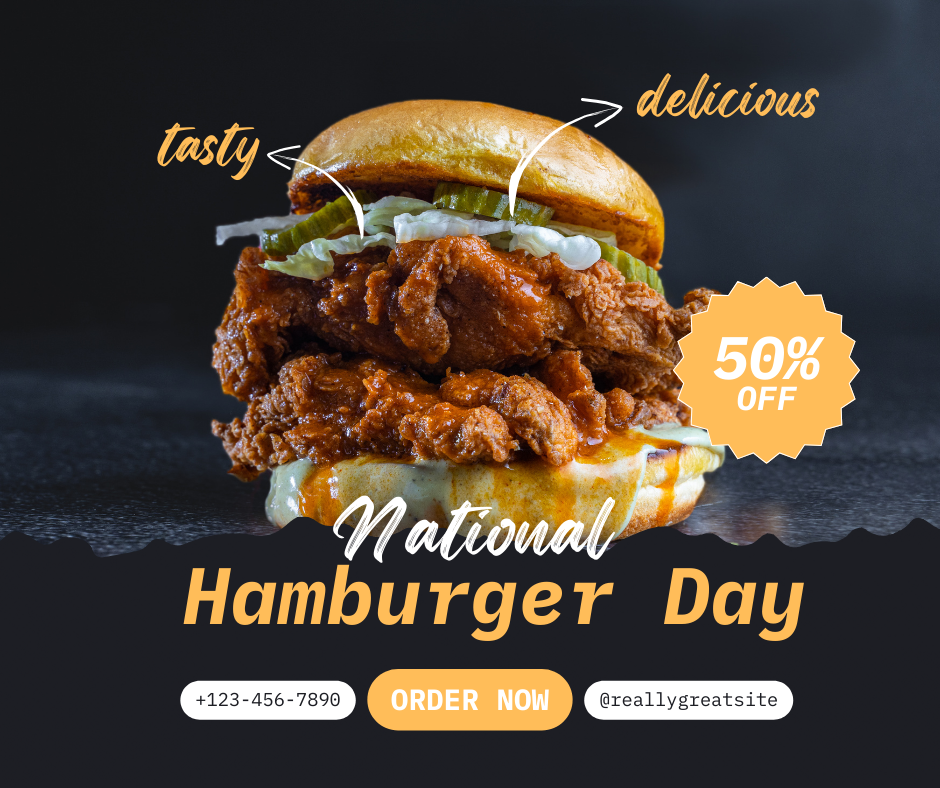 delicious
tasty
50%
OFF
National
Hamburger Day
+123-456-7890
ORDER NOW
@reallygreatsite